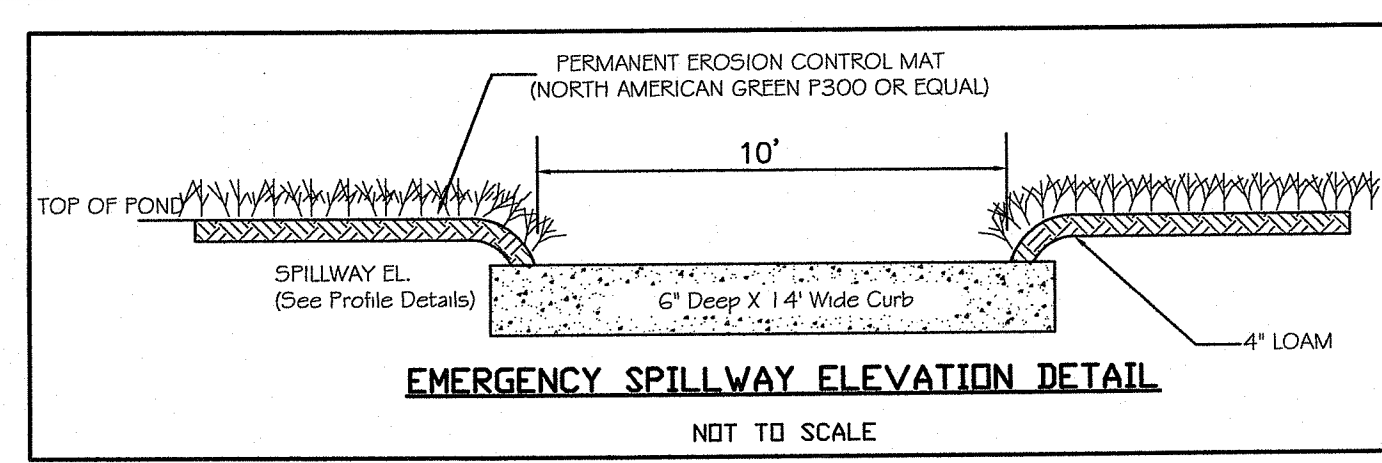 PERMANENT EROSION CONTROL MAT
(NORTH AMERICAN GREEN P300 OR EQUAL)
10'
TOP OF POND
SPILLWAY EL.
(See Profile Details)
6" Deep X 14' Wide Curb
4" LOAM
EMERGENCY SPILLWAY ELEVATION DETAIL
NOT TO SCALE